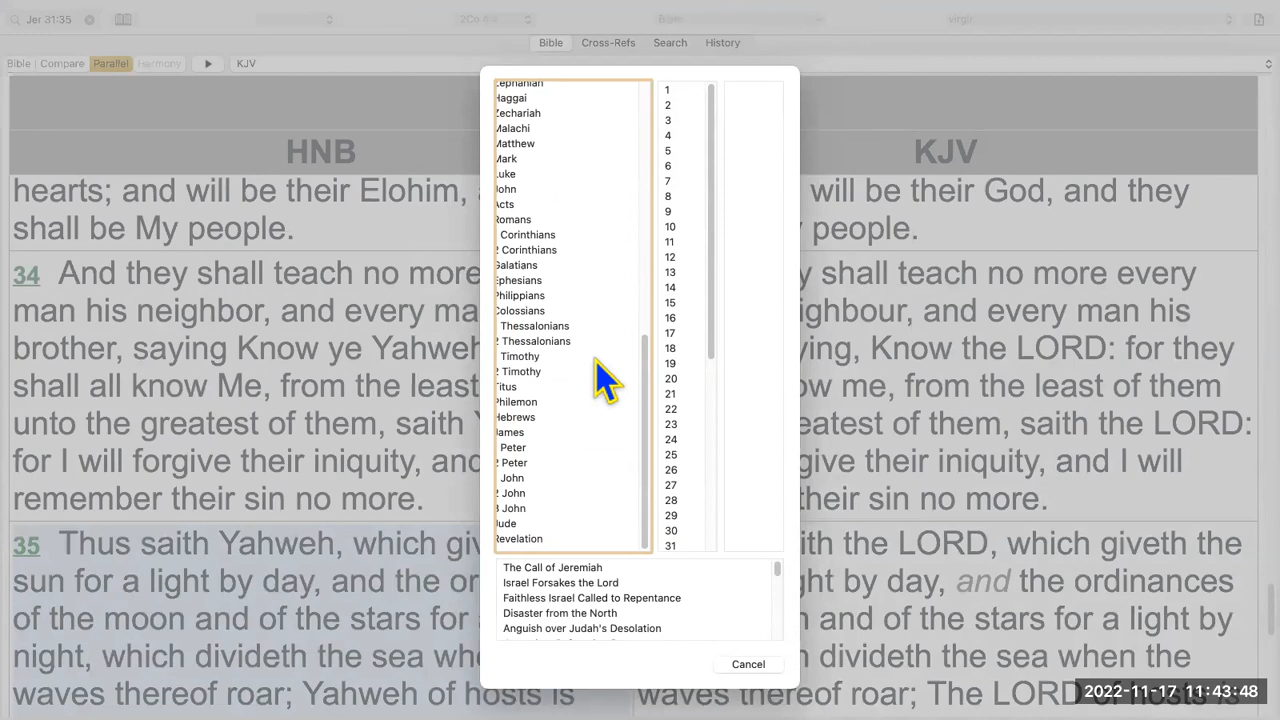 Jer 31:35 2Co 4:4 virgin
Bible Cross-Refs Search History
Bible Compare Parallel Harmony KJV
HNB KJV
hearts; and will be their Elohim, will be their God, and they
shall be My people. people.
34 And they shall teach no more shall teach no more every
man his neighbor, and every man ighbour, and every man his
brother, saying Know ye Yahweh ying, Know the LORD: for they
shall all know Me, from the least ow me, from the east of them
unto the greatest of them, saith eatest of them, saith the LORD:
for I will forgive their iniquity, and give their iniquity, and I will
remember their sin no more. their sin no more.
35 Thus saith Yahweh, which giv th the LORD, which giveth the
sun for a light by day, and the or ght by day, and the ordinances
of the moon and of the stars for n and of the stars for a light by
night, which divideth the sea divideth the sea when the
waves thereof roar; Yahweh of hosts is waves thereof roar; The LORD of hosts is
Zephaniah
Haggai
Zechariah
Malachi
Matthew
Mark
Luke
John
Acts
Romans
Corinthians
2 Corinthians
Galatians
Ephesians
Philippians
Colossians
Thessalonians
2 Thessalonians
Timothy
2 Timothy
Titus
Philemon
Hebrews
James
Peter
2 Peter
John
2 John
3 John
Jude
Revelation
1
2
3
4
5
6
7
8
9
10
11
12
13
14
15
16
17
18
19
20
21
22
23
24
25
26
27
28
29
30
31
The Call of Jeremiah
Israel Forsakes the Lord
Faithless Israel Called to Repentance
Disaster from the North
Anguish over Judah's Desolation
Cancel
2022-11-17 11:43:48